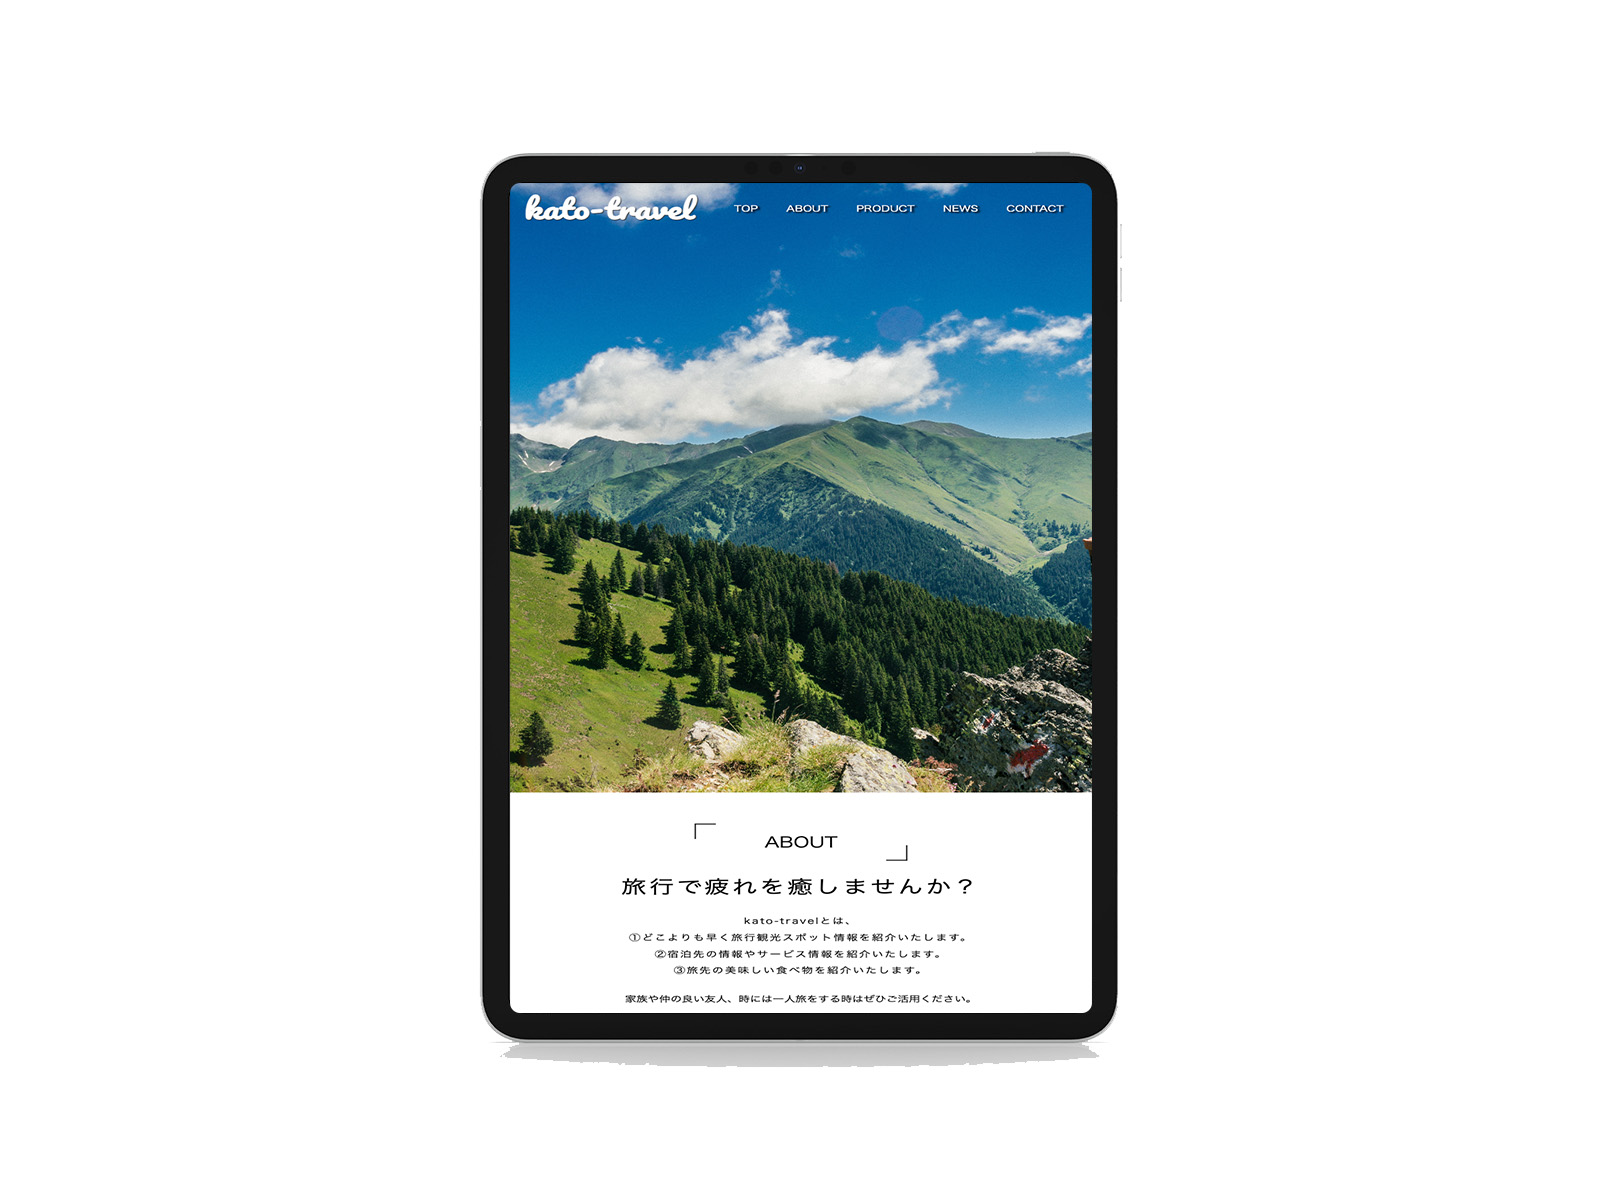 kato-travel
TOP ABOUT PRODUCT NEWS CONTACT
ABOUT
旅行で疲れを癒しませんか？
kato-travelとは、
①どこよりも早く旅行観光スポット情報を紹介いたします。
②宿泊先の情報やサービス情報を紹介いたします。
③旅先の美味しい食べ物を紹介いたします。
家族や仲の良い友人、時には一人旅をする時はぜひご活用ください。